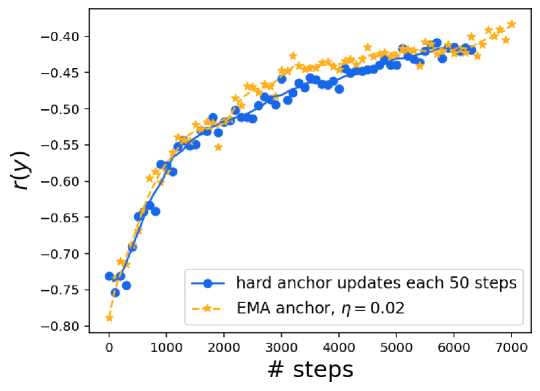 −0.40
−0.45
−0.50
−0.55
−0.60
−0.65
−0.70
−0.75
−0.80
r(y)
hard anchor updates each 50 steps
EMA anchor, η = 0.02
0 1000 2000 3000 4000 5000 6000 7000
# steps